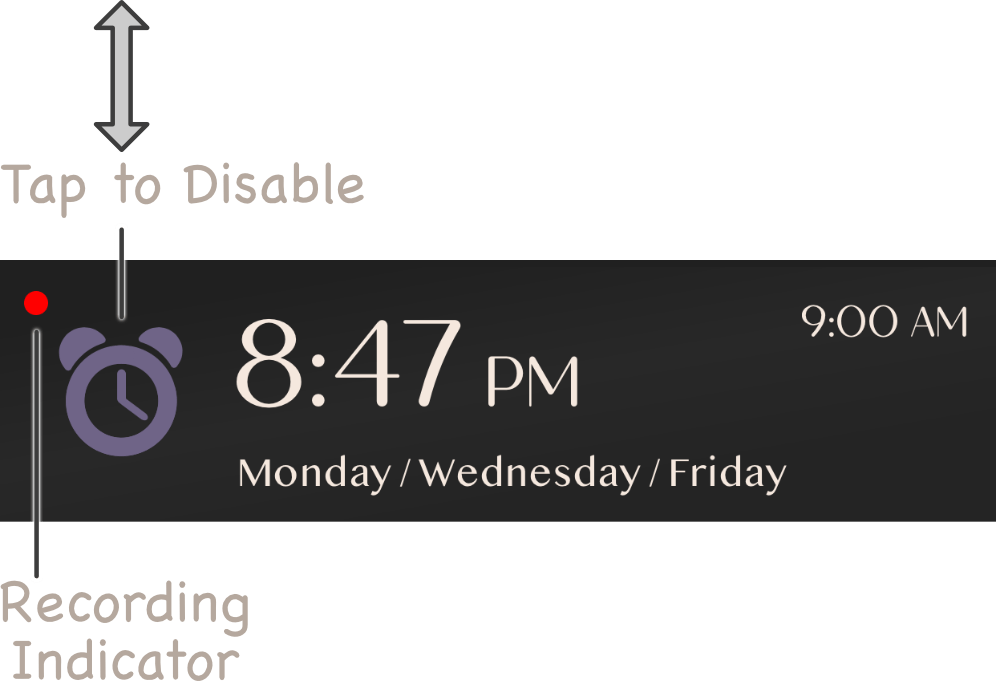 Tap to Disable
9:00 AM
8:47 PM
Monday / Wednesday / Friday
Recording
Indicator